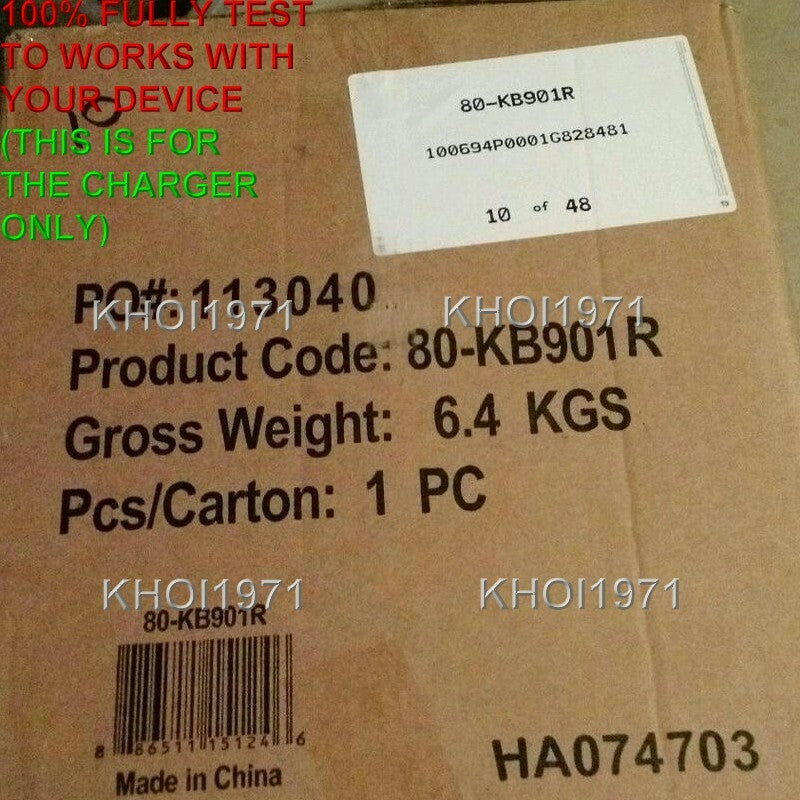 100% FULLY TEST
TO WORKS WITH
YOUR DEVICE
(THIS IS FOR
THE CHARGER
ONLY)
10
80-KB901R
100694P0001G828481
10 of 48
PO#: 113040
KHOI1971 KHOI1971
Product Code: 80-KB901R
Gross Weight: 6.4 KGS
Pcs/Carton: 1 PC
KHOI1971 KHOI1971
80-KB901R
8 86511 15124 6
Made in China
HA074703